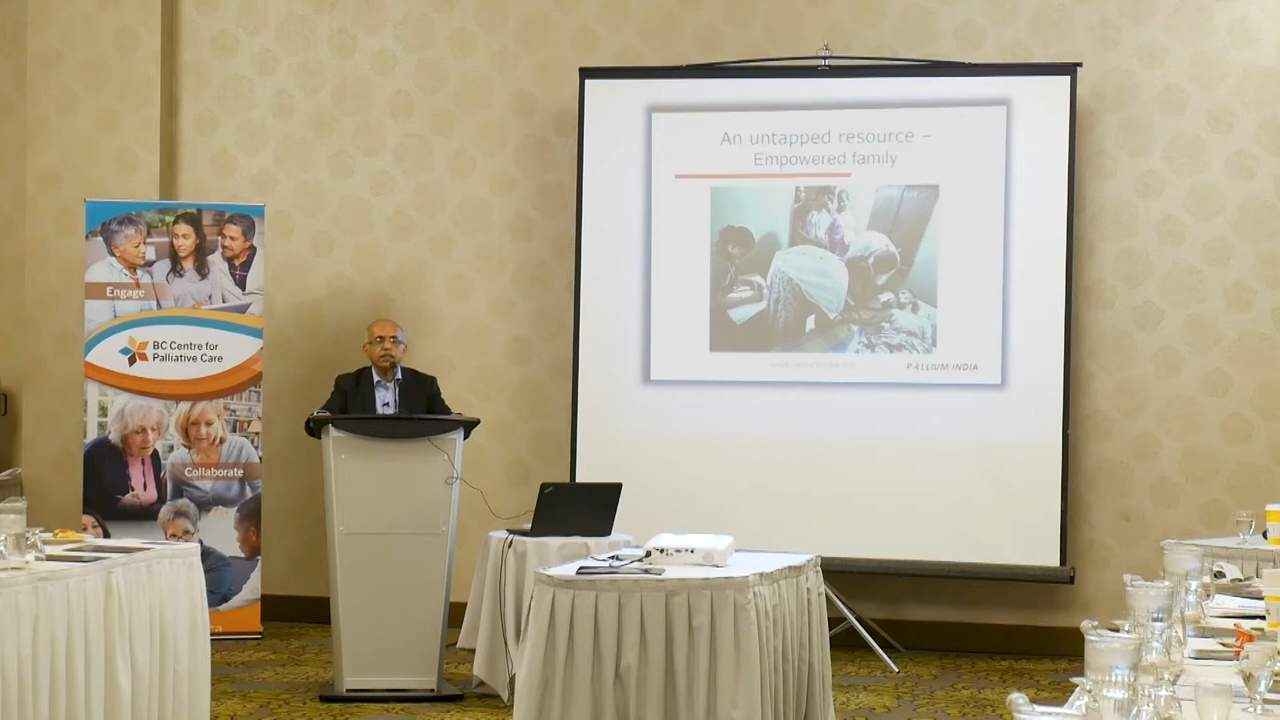 An untapped resource –
Empowered family
PALLIUM INDIA
Engage
BC Centre for
Palliative Care
Collaborate